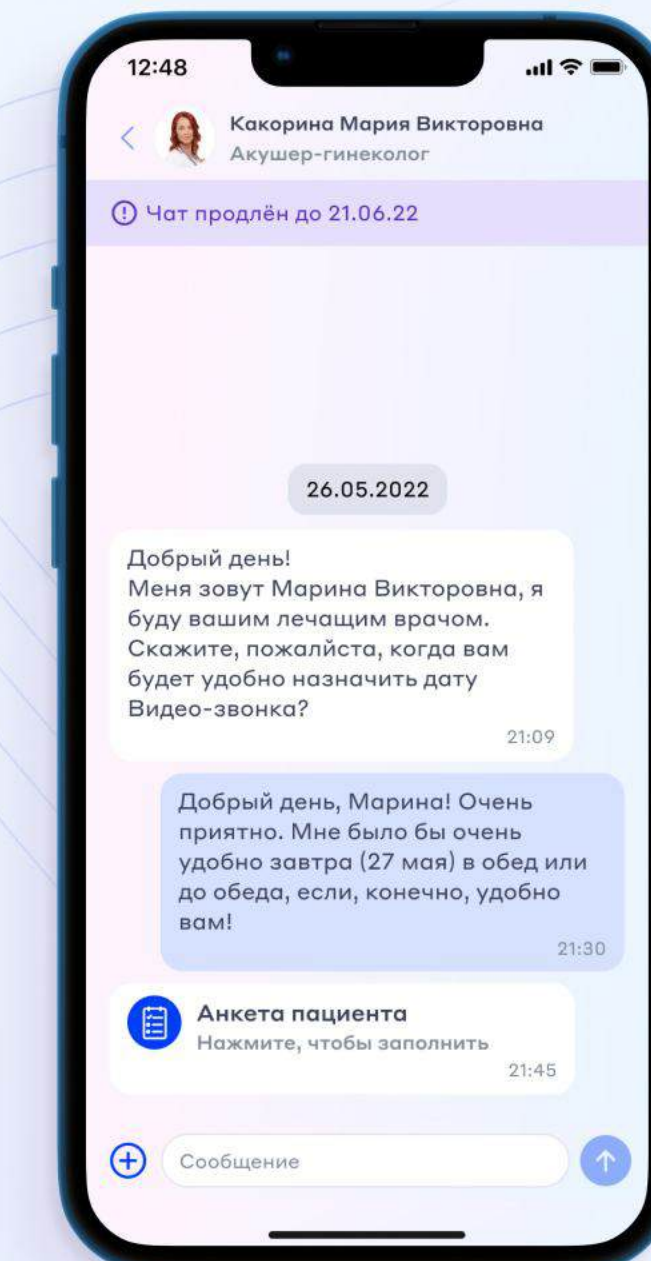 12:48
Какорина Мария Викторовна
Акушер-гинеколог
Чат продлён до 21.06.22
26.05.2022
Добрый день!
Меня зовут Марина Викторовна, я
буду вашим лечащим врачом.
Скажите, пожалйста, когда вам
будет удобно назначить дату
Видео-звонка?
21:09
Добрый день, Марина! Очень
приятно. Мне было бы очень
удобно завтра (27 мая) в обед или
до обеда, если, конечно, удобно
вам!
21:30
Анкета пациента
Нажмите, чтобы заполнить
21:45
Сообщение